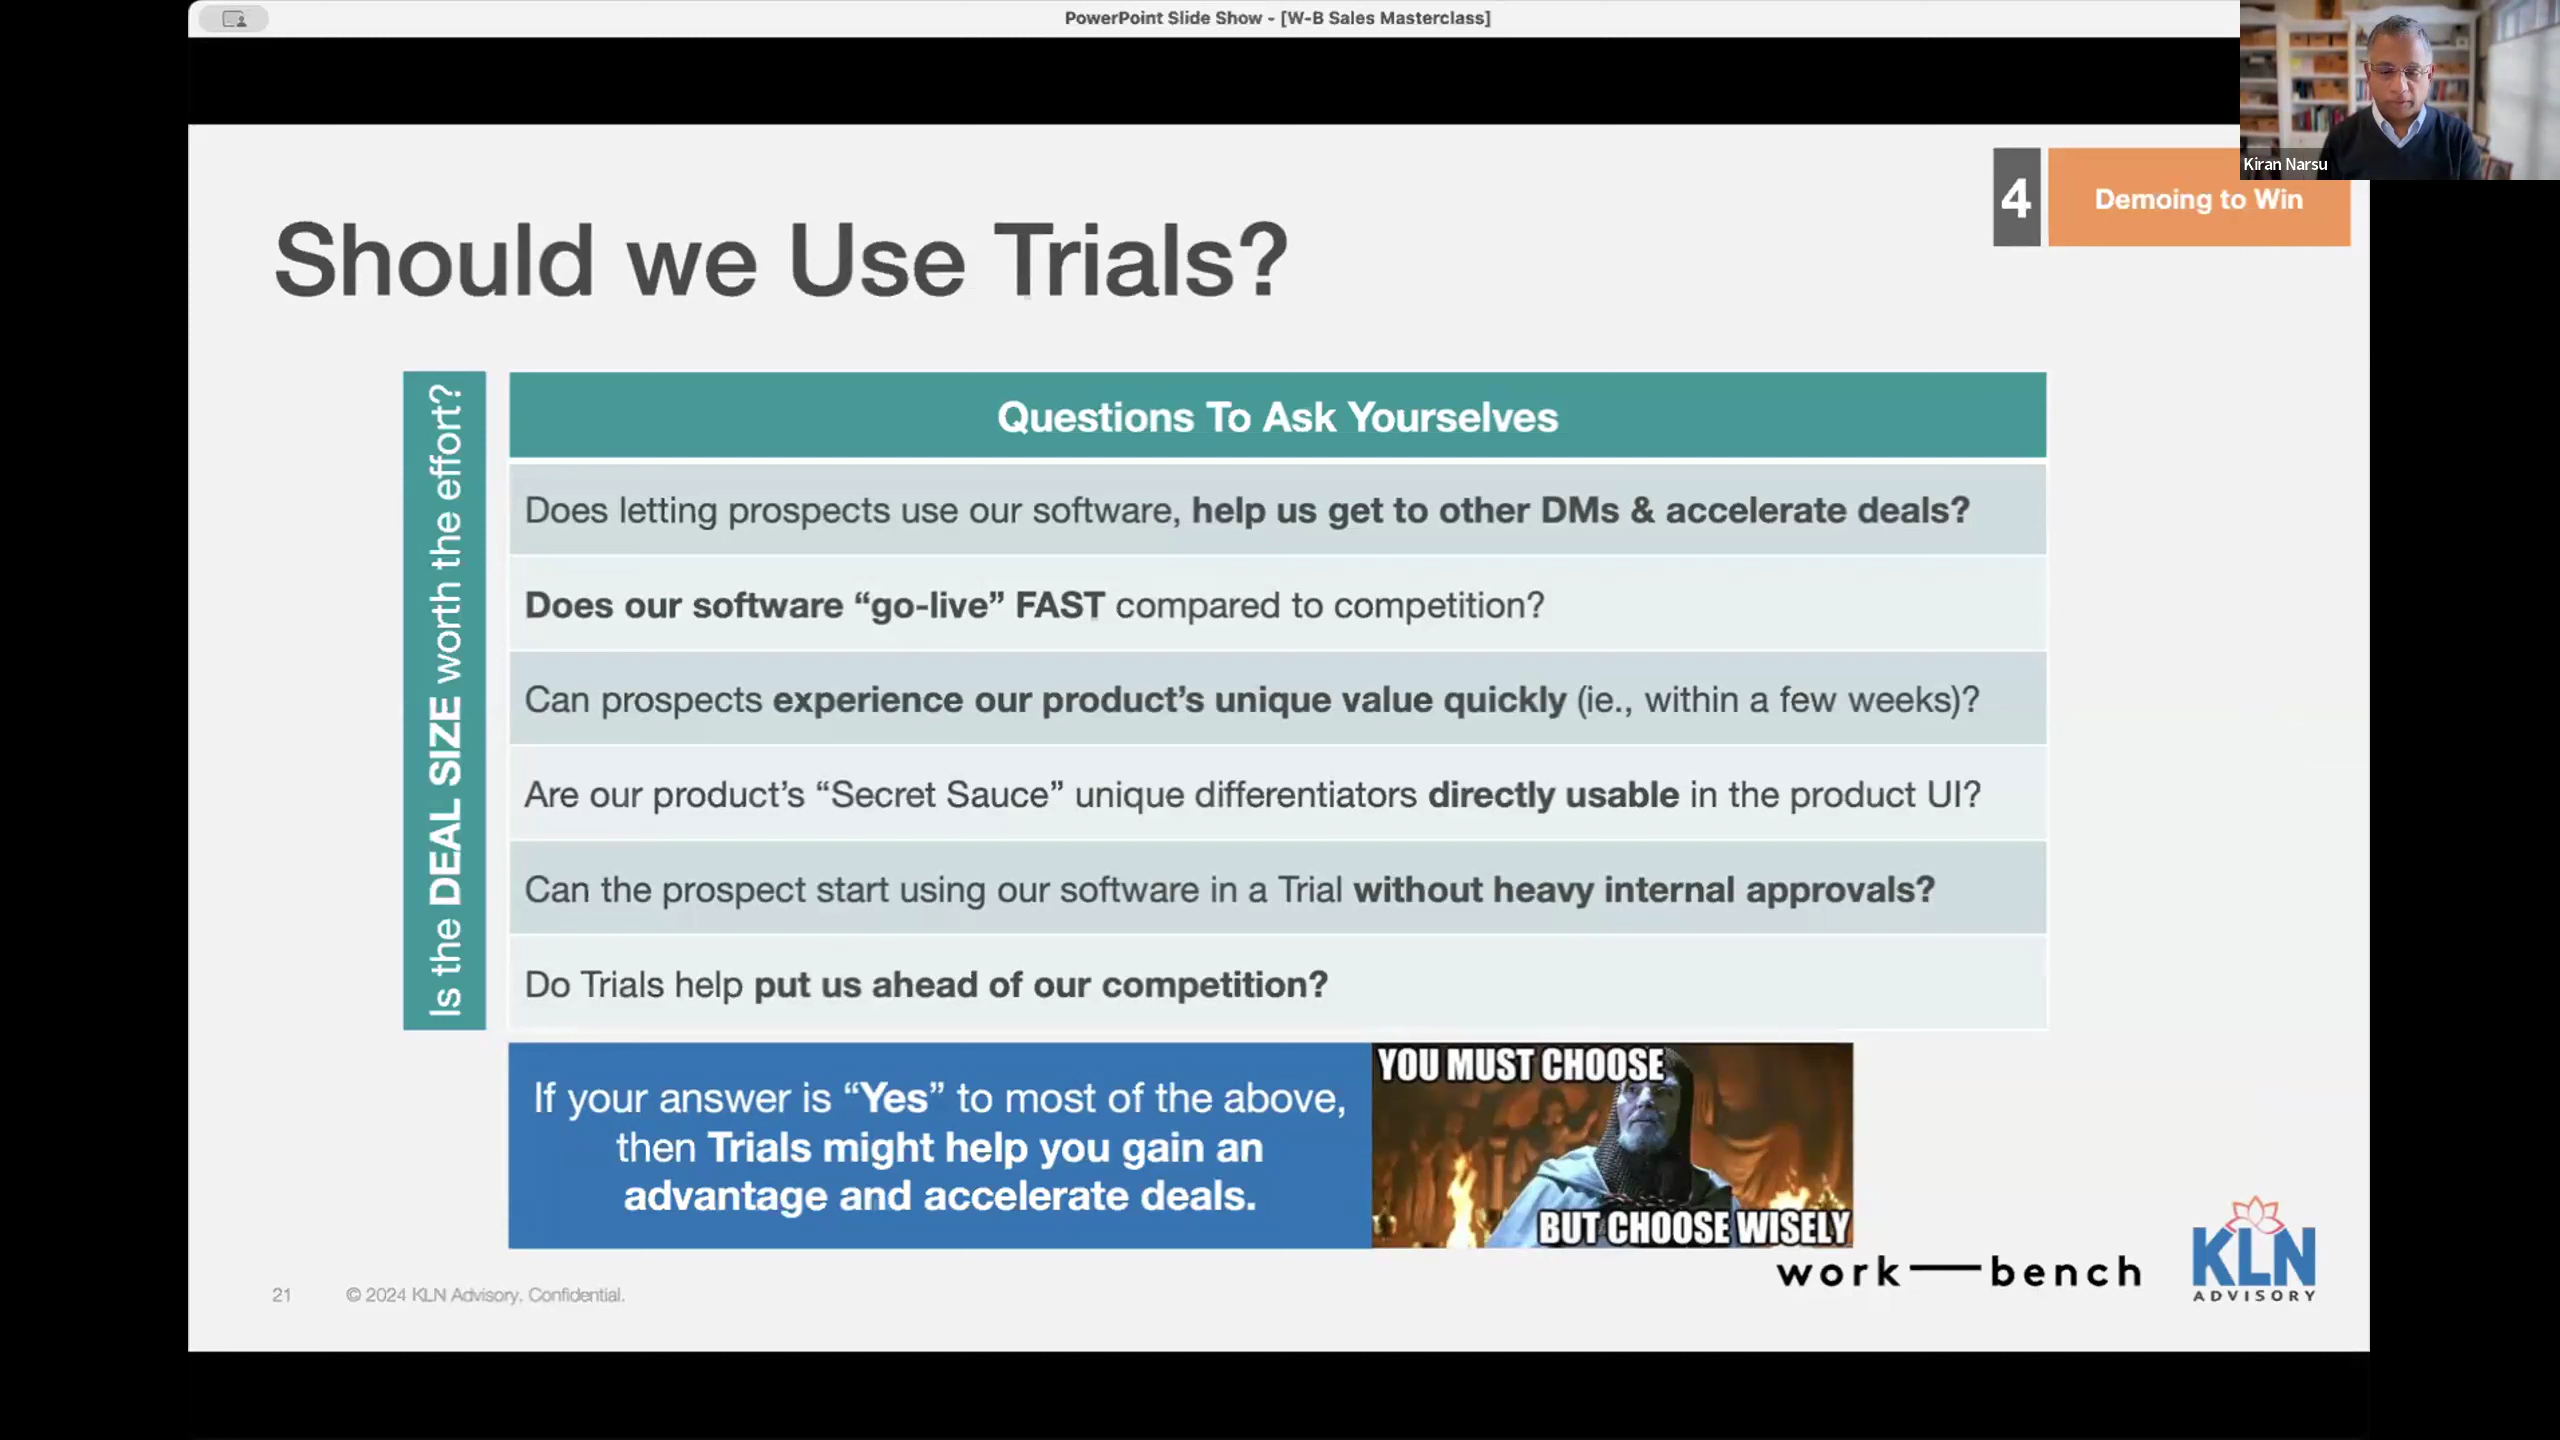 PowerPoint Slide Show - [W-B Sales Masterclass]
Kiran Narsu
4
Demoing to Win
Should we Use Trials?
Is the DEAL SIZE worth the effort?
Questions To Ask Yourselves
Does letting prospects use our software, help us get to other DMs & accelerate deals?
Does our software “go-live” FAST compared to competition?
Can prospects experience our product’s unique value quickly (ie., within a few weeks)?
Are our product’s “Secret Sauce” unique differentiators directly usable in the product UI?
Can the prospect start using our software in a Trial without heavy internal approvals?
Do Trials help put us ahead of our competition?
If your answer is “Yes” to most of the above,
then Trials might help you gain an
advantage and accelerate deals.
YOU MUST CHOOSE
BUT CHOOSE WISELY
work—bench
KLN
ADVISORY
21
© 2024 KLN Advisory. Confidential.